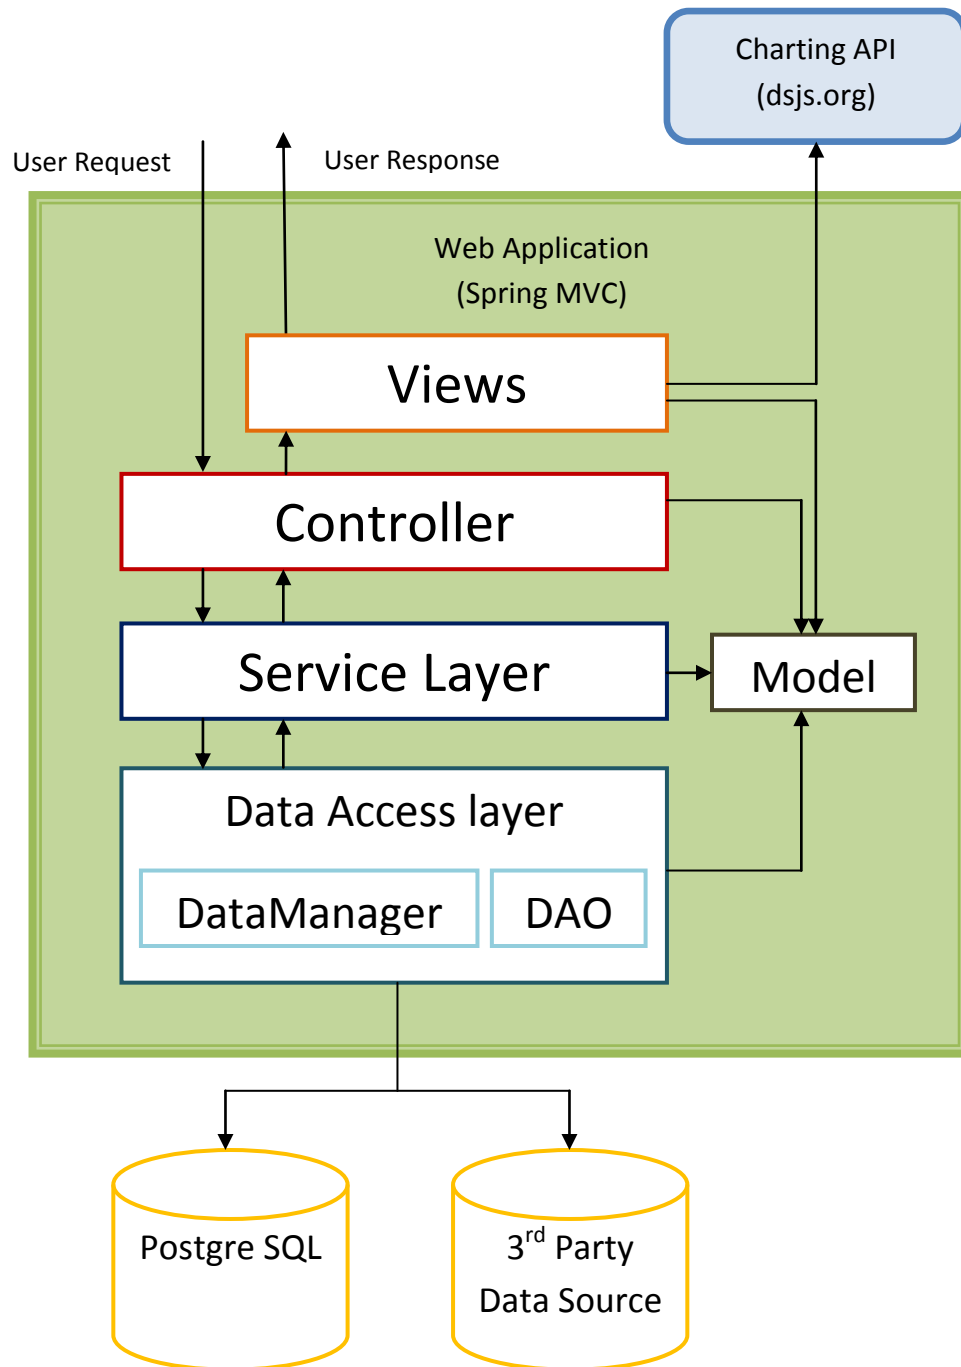 Charting API
(dsjs.org)
User Request
User Response
Web Application
(Spring MVC)
Views
Controller
Service Layer
Model
Data Access layer
DataManager
DAO
Postgre SQL
3rd Party
Data Source